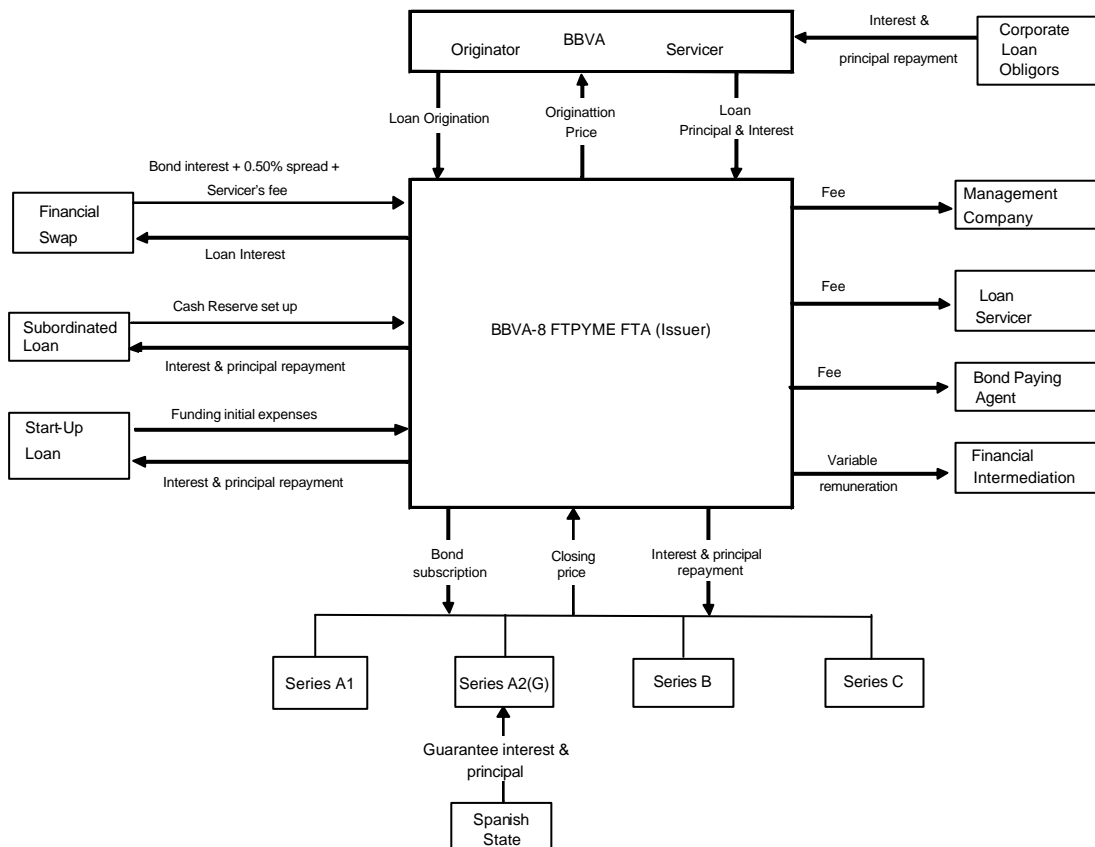 BBVA
Originator
Servicer
Interest &
principal repayment
Corporate
Loan
Obligors
Loan Origination
Originattion
Price
Loan
Principal & Interest
Bond interest + 0.50% spread +
Servicer's fee
Financial
Swap
Loan Interest
Cash Reserve set up
Subordinated
Loan
Interest & principal repayment
Funding initial expenses
Start-Up
Loan
Interest & principal repayment
BBVA-8 FTPYME FTA (Issuer)
Fee
Management
Company
Fee
Loan
Servicer
Fee
Bond Paying
Agent
Variable
remuneration
Financial
Intermediation
Bond
subscription
Closing
price
Interest & principal
repayment
Series A1
Series A2(G)
Series B
Series C
Guarantee interest &
principal
Spanish
State